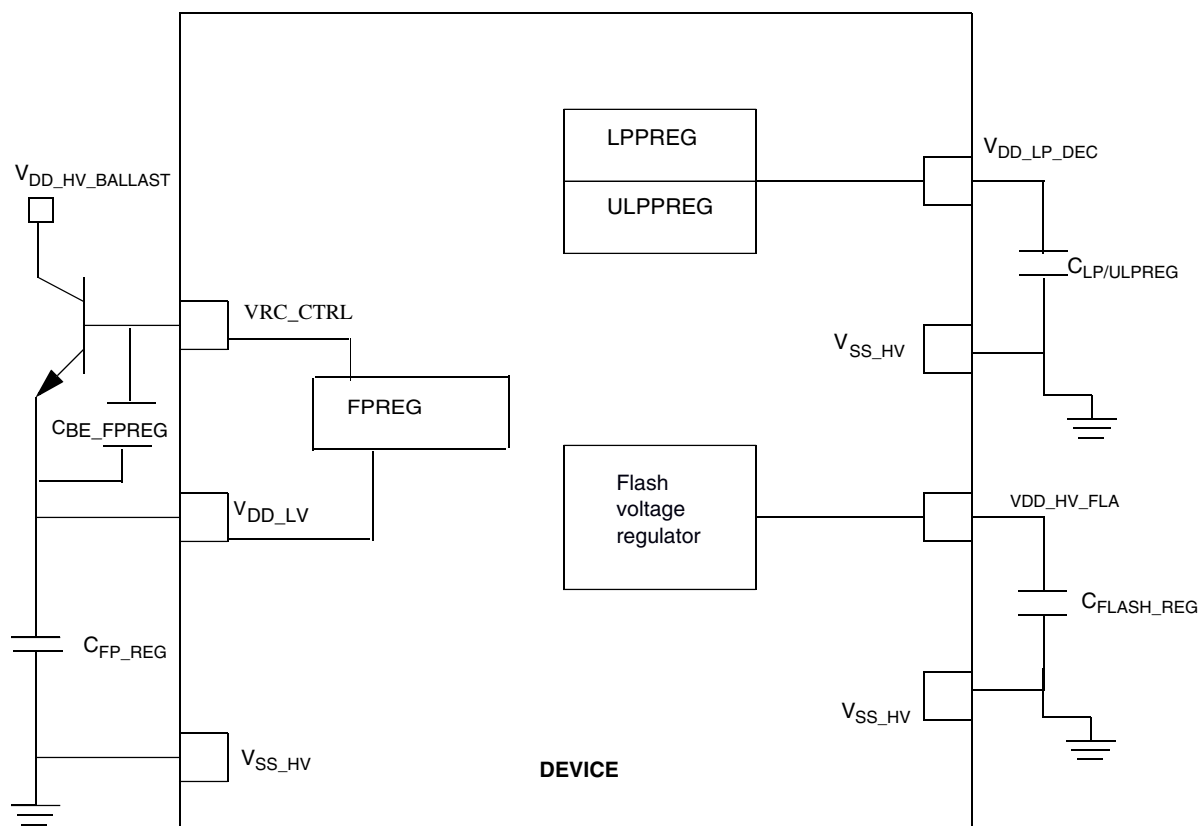 LPPREG
V_DD_LP_DEC
V_DD_HV_BALLAST
ULPPREG
C_LP/ULPREG
VRC_CTRL
V_SS_HV
FPREG
C_BE_FPREG
Flash
voltage
regulator
V_DD_LV
VDD_HV_FLA
C_FLASH_REG
C_FP_REG
V_SS_HV
V_SS_HV
DEVICE